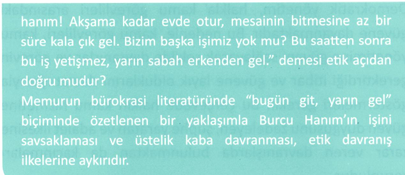 hanım! Akşama kadar evde otur, mesainin bitmesine az bir
süre kala çık gel. Bizim başka işimiz yok mu? Bu saatten sonra
bu iş yetişmez, yarın sabah erkenden gel.” demesi etik açıdan
doğru mudur?
Memurun bürokrasi literatüründe “bugün git, yarın gel”
biçiminde özetlenen bir yaklaşımla Burcu Hanım’ın işini
savsaklaması ve üstelik kaba davranması, etik davranış
ilkelerine aykırıdır.